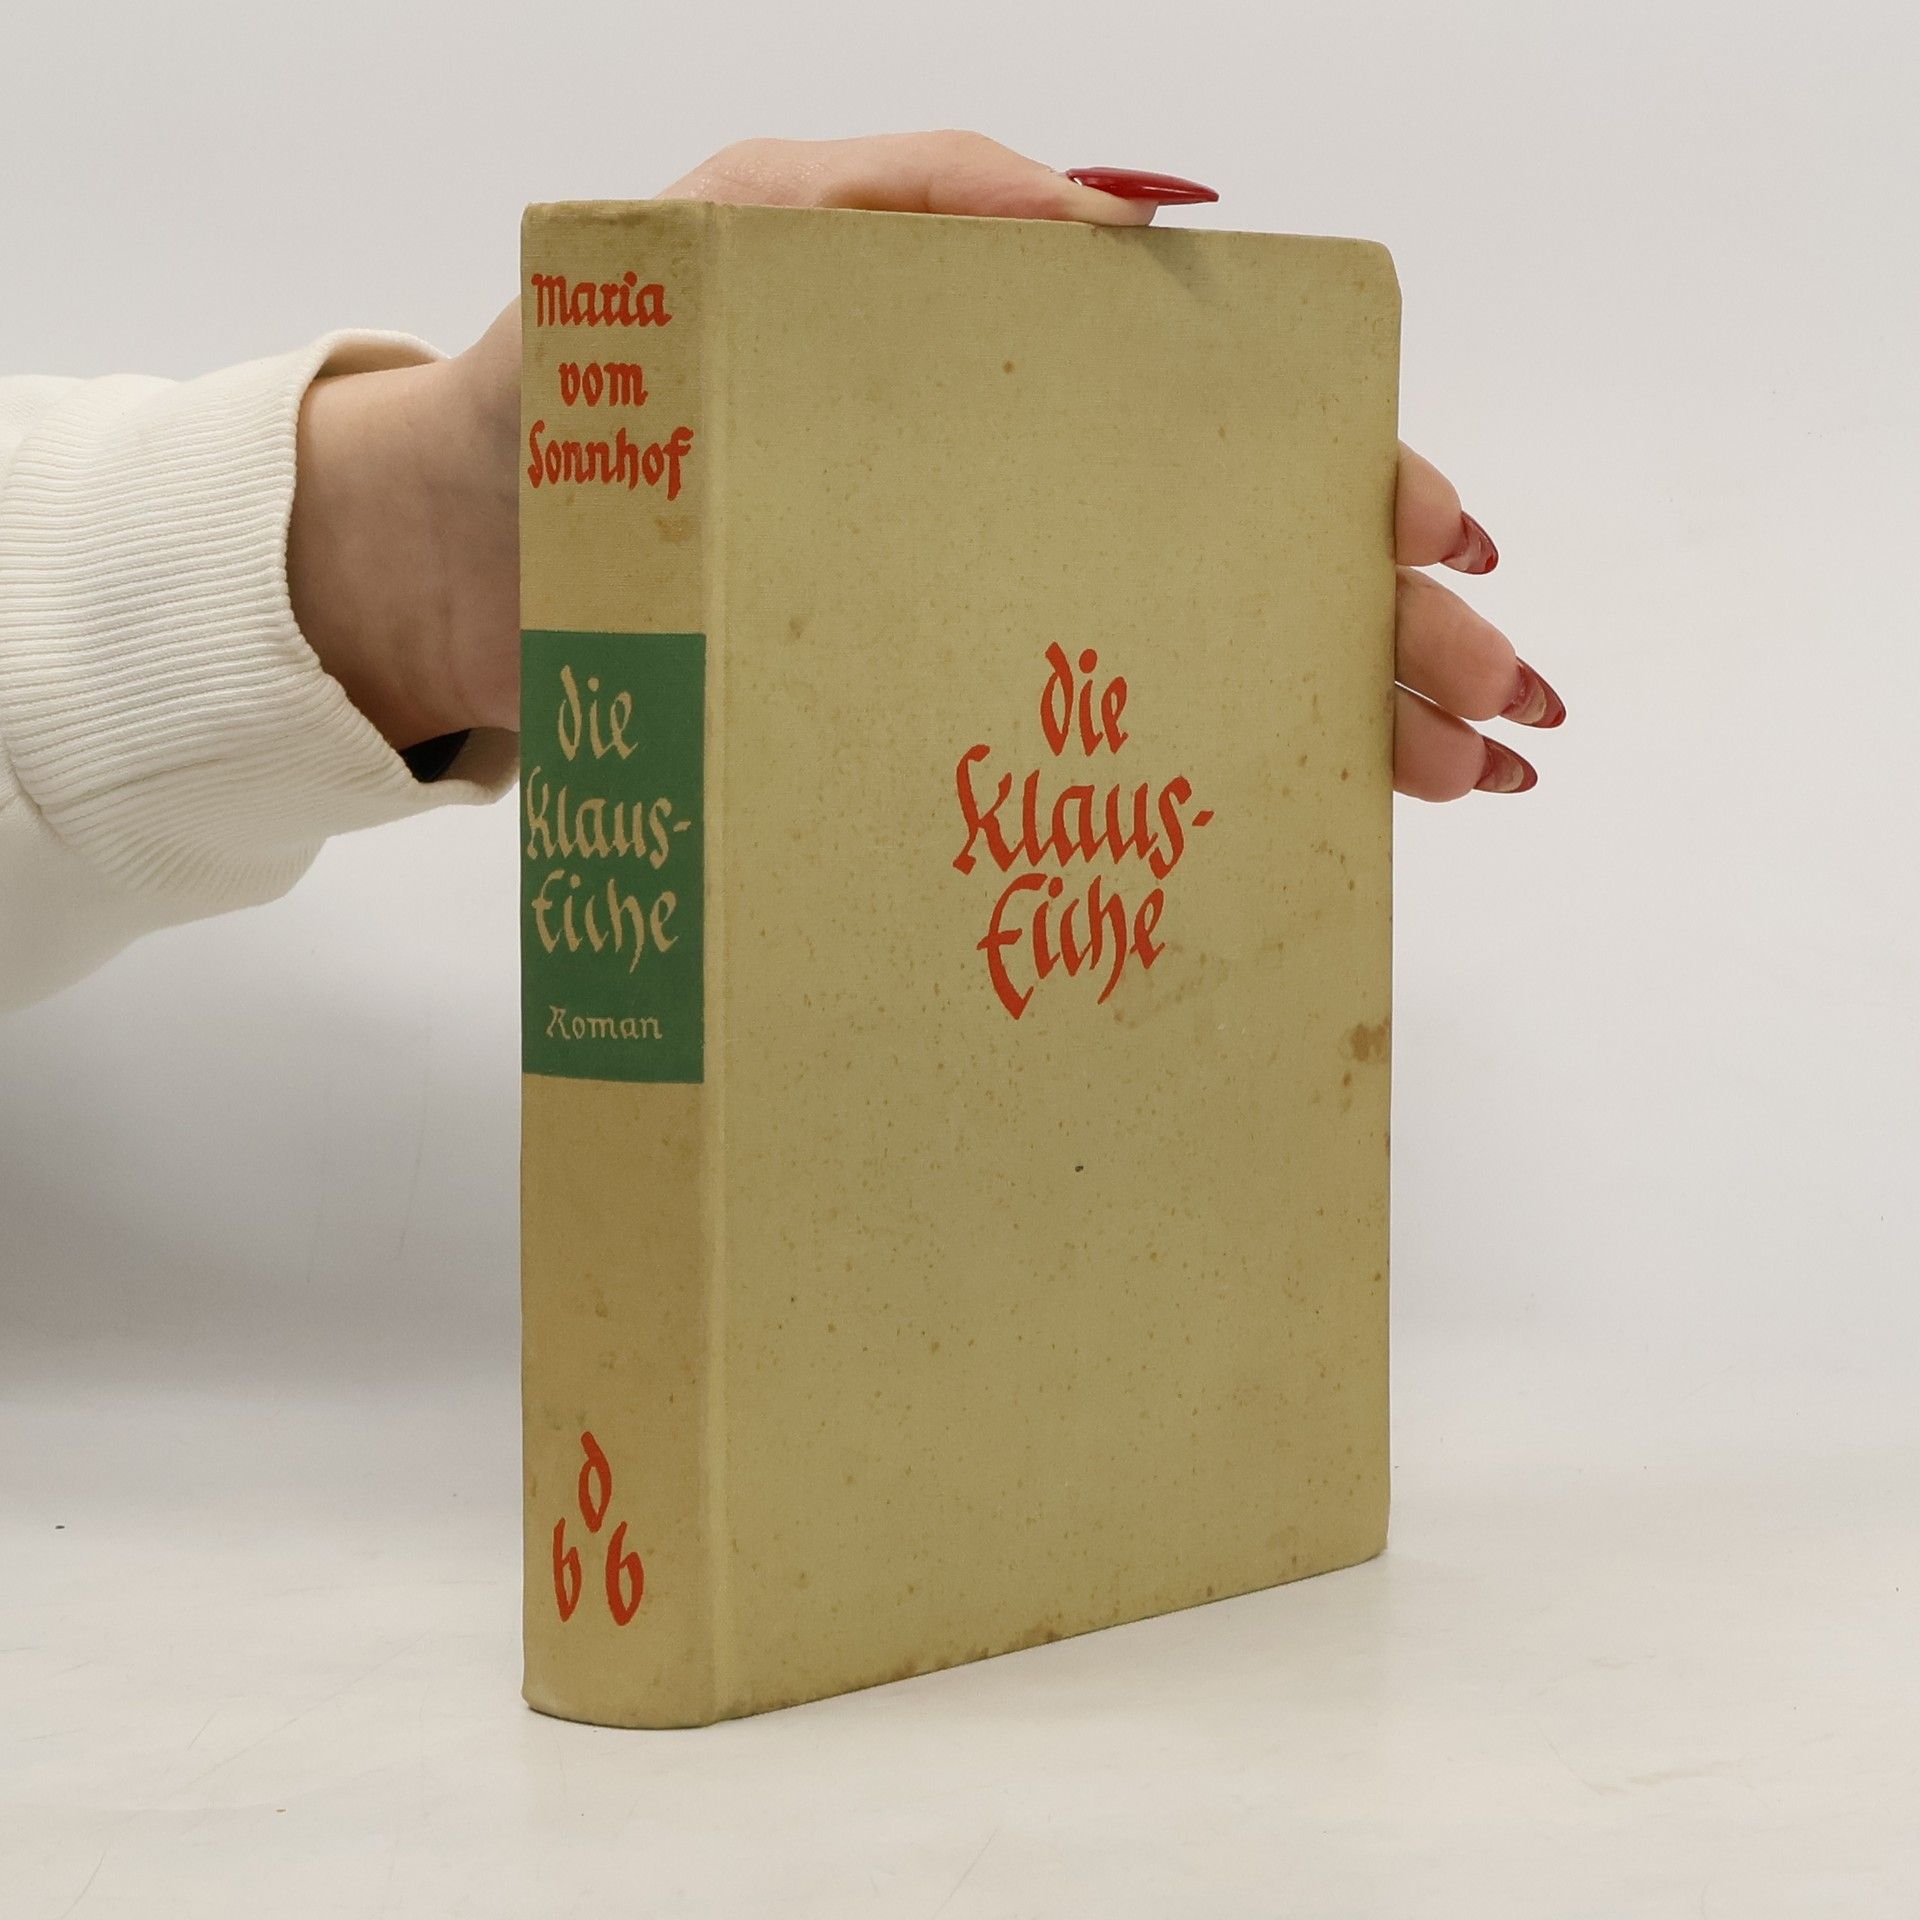 Maria
vom
Sonnhof
die
Klaus-
Eiche
Roman
d
b b
die
Klaus-
Eiche